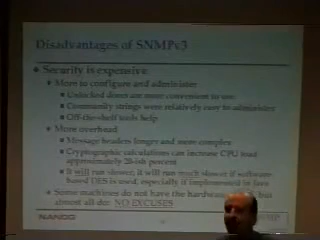 Disadvantages of SNMPv3
Security is expensive
More to configure and administer
Unlocked doors are more convenient to use
Community strings were relatively easy to administer
Off-the-shelf tools help
More overhead
Message headers longer and more complex
Cryptographic calculations can increase CPU load
approximately 20-ish percent
It will run slower, it will run much slower if software-
based DES is used, especially if implemented in Java
Some machines do not have the hardware but
almost all do: NO EXCUSES